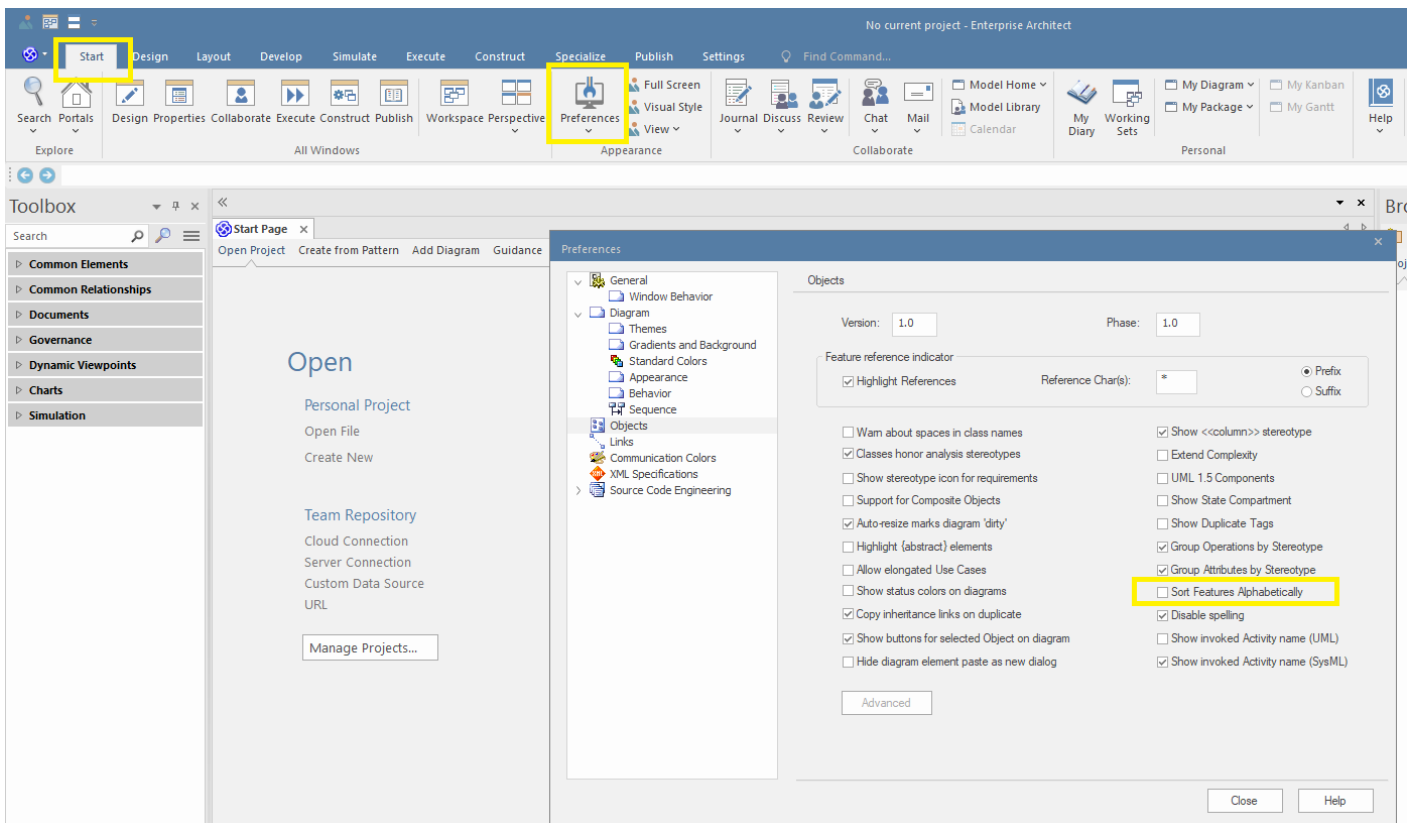 No current project - Enterprise Architect
Start Design Layout Develop Simulate Execute Construct Specialize Publish Settings Find Command...
Search Portals Design Properties Collaborate Execute Construct Publish Workspace Perspective Preferences Full Screen Visual Style View Journal Discuss Review Chat Mail Model Home Model Library Calendar My Diary Working Sets My Diagram My Package My Kanban My Gantt Help
Explore All Windows Appearance Collaborate Personal
Toolbox
Search
Common Elements
Common Relationships
Documents
Governance
Dynamic Viewpoints
Charts
Simulation
Start Page
Open Project Create from Pattern Add Diagram Guidance
Open
Personal Project
Open File
Create New
Team Repository
Cloud Connection
Server Connection
Custom Data Source
URL
Manage Projects...
Preferences
General
Window Behavior
Diagram
Themes
Gradients and Background
Standard Colors
Appearance
Behavior
Sequence
Objects
Links
Communication Colors
XML Specifications
Source Code Engineering
Objects
Version: 1.0 Phase: 1.0
Feature reference indicator
Highlight References Reference Char(s): * Prefix
Suffix
Warn about spaces in class names
Classes honor analysis stereotypes
Show stereotype icon for requirements
Support for Composite Objects
Auto-resize marks diagram 'dirty'
Highlight {abstract} elements
Allow elongated Use Cases
Show status colors on diagrams
Copy inheritance links on duplicate
Show buttons for selected Object on diagram
Hide diagram element paste as new dialog
Show <<column>> stereotype
Extend Complexity
UML 1.5 Components
Show State Compartment
Show Duplicate Tags
Group Operations by Stereotype
Group Attributes by Stereotype
Sort Features Alphabetically
Disable spelling
Show invoked Activity name (UML)
Show invoked Activity name (SysML)
Advanced
Close Help